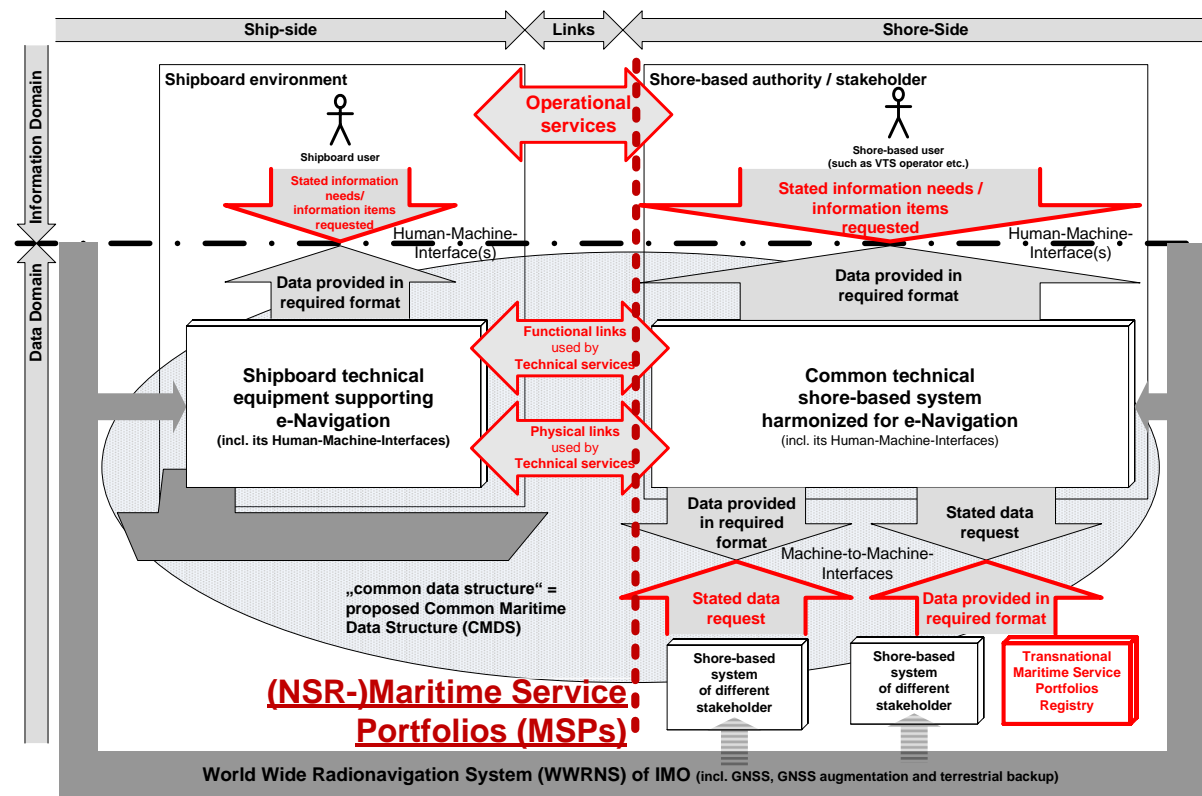 Ship-side
Links
Shore-Side
Information Domain
Data Domain
Shipboard environment
Shipboard user
Stated information
needs/
information items
requested
Operational
services
Shore-based authority / stakeholder
Shore-based user
(such as VTS operator etc.)
Stated information needs /
information items
requested
Human-Machine-
Interface(s)
Human-Machine-
Interface(s)
Data provided in
required format
Data provided in
required format
Shipboard technical
equipment supporting
e-Navigation
(incl. its Human-Machine-Interfaces)
Functional links
used by
Technical services
Physical links
used by
Technical services
Common technical
shore-based system
harmonized for e-Navigation
(incl. its Human-Machine-Interfaces)
Data provided
in required
format
Stated data
request
Machine-to-Machine-
Interfaces
Stated data
request
Data provided in
required format
„common data structure“ =
proposed Common Maritime
Data Structure (CMDS)
Shore-based
system
of different
stakeholder
Shore-based
system
of different
stakeholder
Transnational
Maritime Service
Portfolios
Registry
(NSR-)Maritime Service
Portfolios (MSPs)
World Wide Radionavigation System (WWRNS) of IMO (incl. GNSS, GNSS augmentation and terrestrial backup)